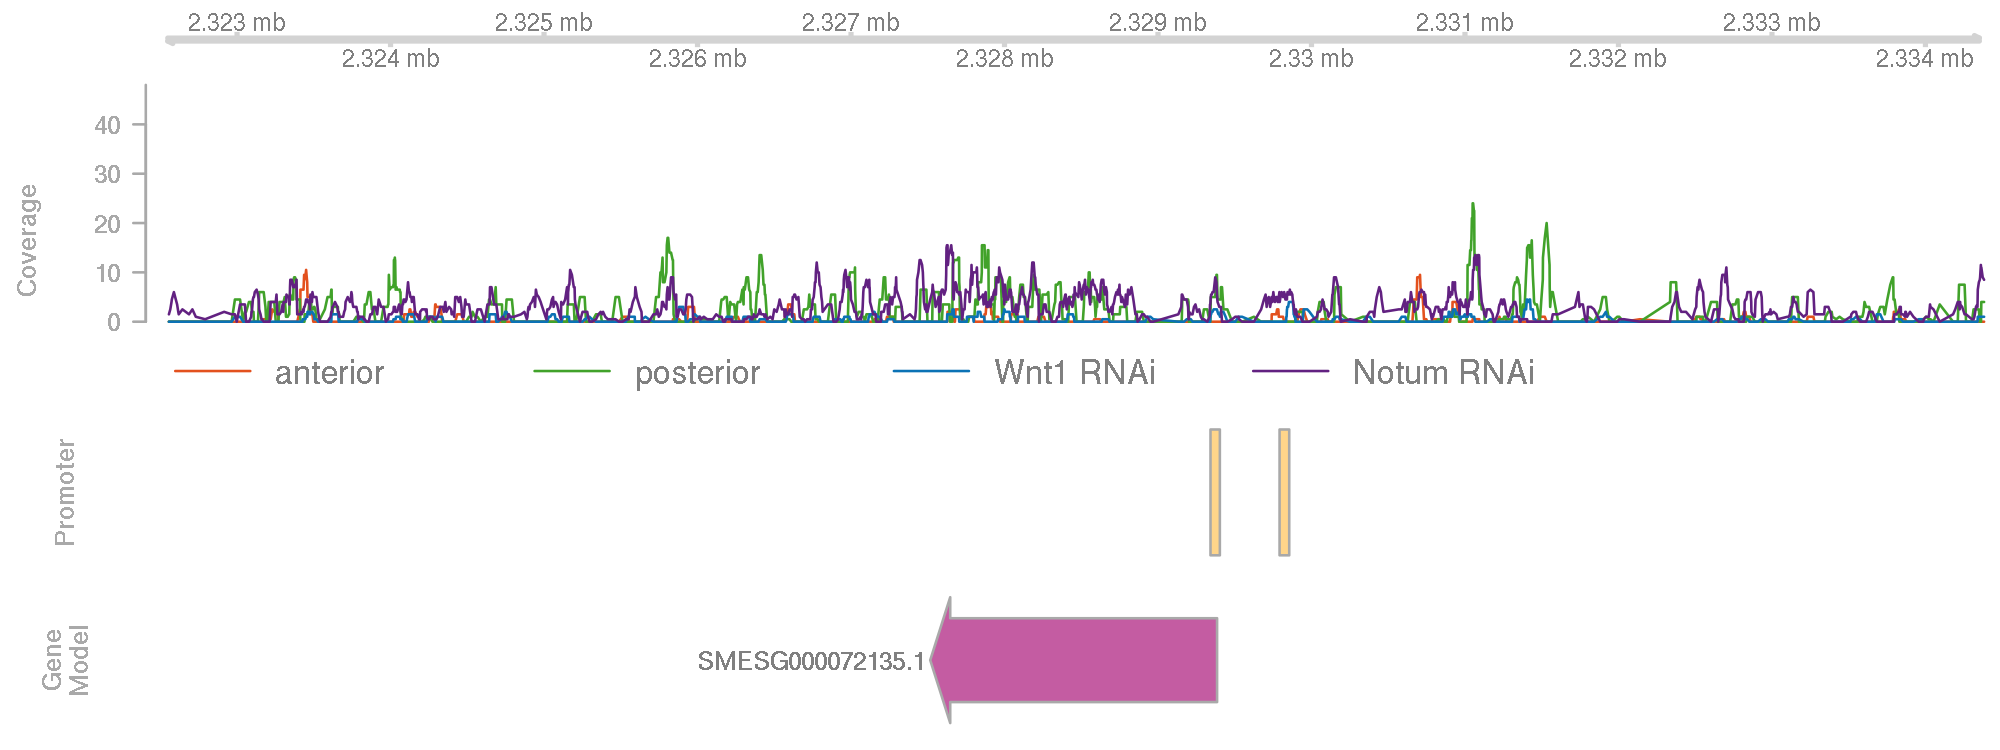 2.323 mb 2.325 mb 2.327 mb 2.329 mb 2.331 mb 2.333 mb
2.324 mb 2.326 mb 2.328 mb 2.33 mb 2.332 mb 2.334 mb
Coverage
40
30
20
10
0
anterior posterior Wnt1 RNAi Notum RNAi
Promoter
Gene
Model
SMESG000072135.1